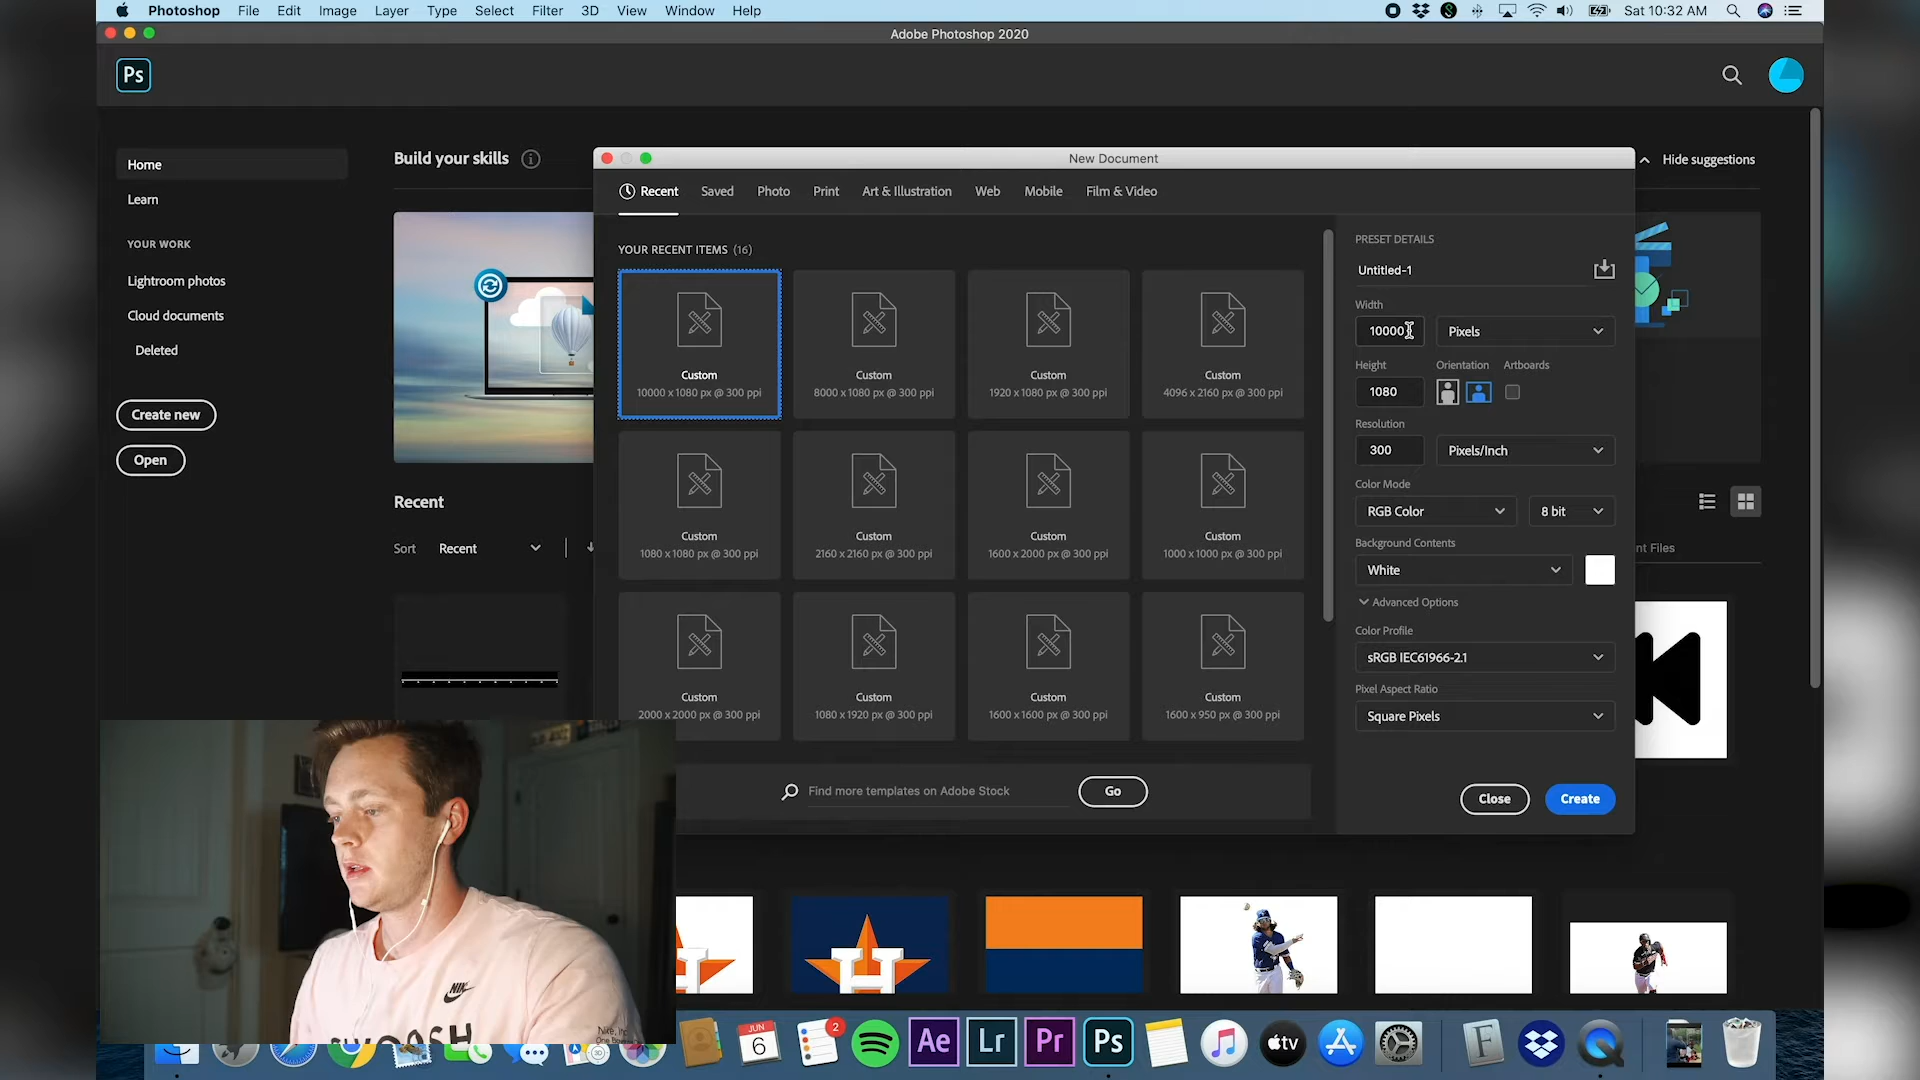 Photoshop File Edit Image Layer Type Select Filter 3D View Window Help
Sat 10:32 AM
Adobe Photoshop 2020
Ps
Home
Learn
YOUR WORK
Lightroom photos
Cloud documents
Deleted
Create new
Open
Build your skills
Hide suggestions
Recent
Sort Recent
nt Files
New Document
Recent Saved Photo Print Art & Illustration Web Mobile Film & Video
YOUR RECENT ITEMS (16)
Custom
10000 x 1080 px @ 300 ppi
Custom
8000 x 1080 px @ 300 ppi
Custom
1920 x 1080 px @ 300 ppi
Custom
4096 x 2160 px @ 300 ppi
Custom
1080 x 1080 px @ 300 ppi
Custom
2160 x 2160 px @ 300 ppi
Custom
1600 x 2000 px @ 300 ppi
Custom
1000 x 1000 px @ 300 ppi
Custom
2000 x 2000 px @ 300 ppi
Custom
1080 x 1920 px @ 300 ppi
Custom
1600 x 1600 px @ 300 ppi
Custom
1600 x 950 px @ 300 ppi
Find more templates on Adobe Stock
Go
PRESET DETAILS
Untitled-1
Width
10000 Pixels
Height Orientation Artboards
1080
Resolution
300 Pixels/Inch
Color Mode
RGB Color 8 bit
Background Contents
White
Advanced Options
Color Profile
sRGB IEC61966-2.1
Pixel Aspect Ratio
Square Pixels
Close
Create
H
NIKE
SWOOSH
Nike, Inc.
JUN
6
2
Ae
Lr
Pr
Ps
tv
F